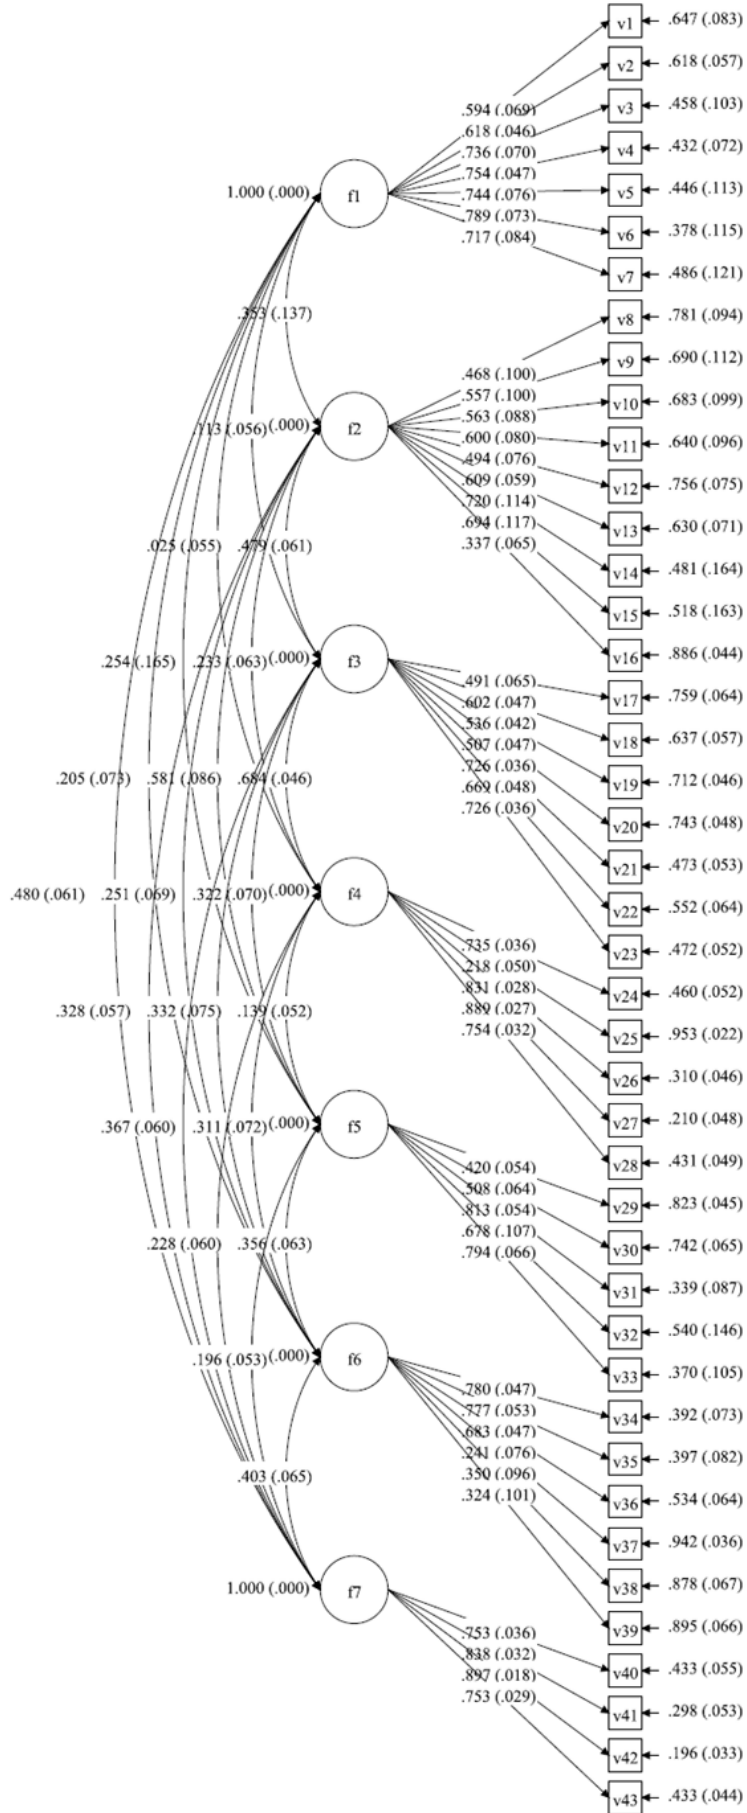 v1 .647 (.083)
v2 .618 (.057)
.594 (.069)
v3 .458 (.103)
.618 (.046)
.736 (.070)
v4 .432 (.072)
.754 (.047)
1.000 (.000) f1 .744 (.076) v5 .446 (.113)
.789 (.073)
v6 .378 (.115)
.717 (.084)
v7 .486 (.121)
.353 (.137) v8 .781 (.094)
v9 .690 (.112)
.468 (.100)
.557 (.100)
v10 .683 (.099)
.563 (.088)
.113 (.056) (.000) f2 .600 (.080) v11 .640 (.096)
.494 (.076)
v12 .756 (.075)
.609 (.059)
.720 (.114)
v13 .630 (.071)
.694 (.117)
.025 (.055) .479 (.061) .337 (.065)
v14 .481 (.164)
v15 .518 (.163)
v16 .886 (.044)
.254 (.165) .233 (.063) (.000) f3
.491 (.065) v17 .759 (.064)
.602 (.047)
.536 (.042)
v18 .637 (.057)
.507 (.047)
.726 (.036)
.205 (.073) .581 (.086) .684 (.046) v19 .712 (.046)
.669 (.048)
.726 (.036)
v20 .743 (.048)
v21 .473 (.053)
.480 (.061) .251 (.069) .322 (.070) (.000) f4
v22 .552 (.064)
.735 (.036) v23 .472 (.052)
.218 (.050)
.831 (.028)
v24 .460 (.052)
.328 (.057) .332 (.075) .139 (.052) .889 (.027)
.754 (.032)
v25 .953 (.022)
v26 .310 (.046)
.367 (.060) .311 (.072) (.000) f5 v27 .210 (.048)
.420 (.054) v28 .431 (.049)
.508 (.064)
v29 .823 (.045)
.813 (.054)
.678 (.107)
.228 (.060) .356 (.063) .794 (.066) v30 .742 (.065)
v31 .339 (.087)
v32 .540 (.146)
.196 (.053) (.000) f6
v33 .370 (.105)
.780 (.047)
.777 (.053)
v34 .392 (.073)
.683 (.047)
.241 (.076)
v35 .397 (.082)
.403 (.065) .350 (.096)
.324 (.101)
v36 .534 (.064)
v37 .942 (.036)
1.000 (.000) f7 v38 .878 (.067)
v39 .895 (.066)
.753 (.036)
.838 (.032)
v40 .433 (.055)
.897 (.018)
.753 (.029)
v41 .298 (.053)
v42 .196 (.033)
v43 .433 (.044)